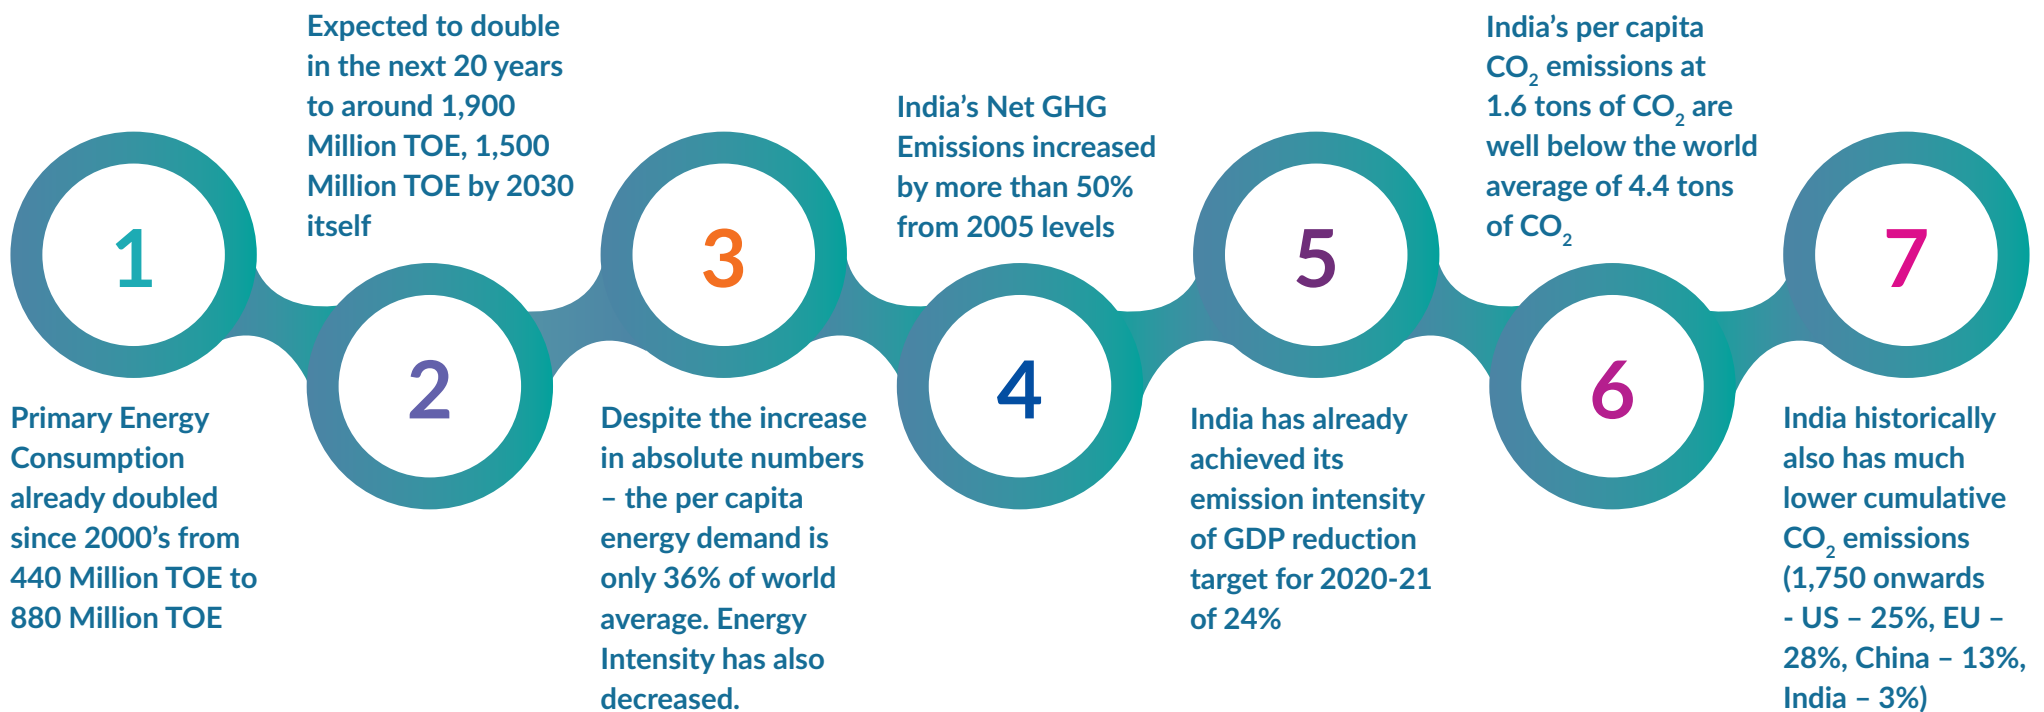 1
Primary Energy
Consumption
already doubled
since 2000's from
440 Million TOE to
880 Million TOE
Expected to double
in the next 20 years
to around 1,900
Million TOE, 1,500
Million TOE by 2030
itself
2
3
Despite the increase
in absolute numbers
– the per capita
energy demand is
only 36% of world
average. Energy
Intensity has also
decreased.
India's Net GHG
Emissions increased
by more than 50%
from 2005 levels
4
5
India has already
achieved its
emission intensity
of GDP reduction
target for 2020-21
of 24%
India's per capita
CO₂ emissions at
1.6 tons of CO₂ are
well below the world
average of 4.4 tons
of CO₂
6
7
India historically
also has much
lower cumulative
CO₂ emissions
(1,750 onwards
- US – 25%, EU –
28%, China – 13%,
India – 3%)